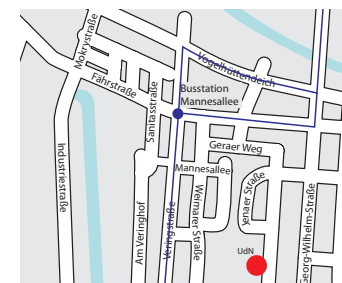 Mokrystraße
Vogelhüttendeich
Fährstraße
Busstation
Mannesallee
Sanitasstraße
Geraer Weg
Industriestraße
Mannesallee
Jenaer Staße
Weimarer Straße
Am Veringhof
Veringstraße
Georg-Wilhelm-Straße
UdN